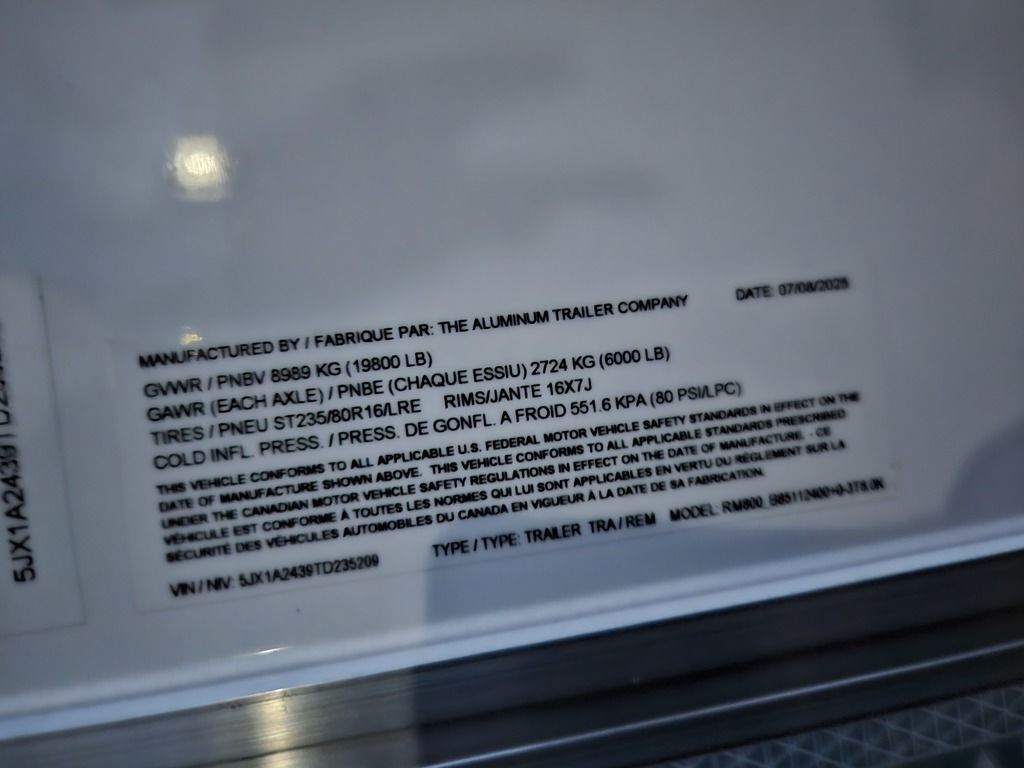 MANUFACTURED BY / FABRIQUE PAR: THE ALUMINUM TRAILER COMPANY DATE: 07/08/2025
GVWR / PNBV 8989 KG (19800 LB)
GAWR (EACH AXLE) / PNBE (CHAQUE ESSIU) 2724 KG (6000 LB)
TIRES / PNEU ST235/80R16/LRE RIMS/JANTE 16X7J
COLD INFL. PRESS. / PRESS. DE GONFL. A FROID 551.6 KPA (80 PSI/LPC)
THIS VEHICLE CONFORMS TO ALL APPLICABLE U.S. FEDERAL MOTOR VEHICLE SAFETY STANDARDS IN EFFECT ON THE
DATE OF MANUFACTURE SHOWN ABOVE. THIS VEHICLE CONFORMS TO ALL APPLICABLE STANDARDS PRESCRIBED
UNDER THE CANADIAN MOTOR VEHICLE SAFETY REGULATIONS IN EFFECT ON THE DATE OF MANUFACTURE. - CE
VÉHICULE EST CONFORME À TOUTES LES NORMES QUI LUI SONT APPLICABLES EN VERTU DU RÈGLEMENT SUR LA
SÉCURITÉ DES VÉHICULES AUTOMOBILES DU CANADA EN VIGUEUR À LA DATE DE SA FABRICATION.
VIN / NIV: 5JX1A2439TD235209 TYPE / TYPE: TRAILER TRA / REM MODEL:
5JX1A2439TD